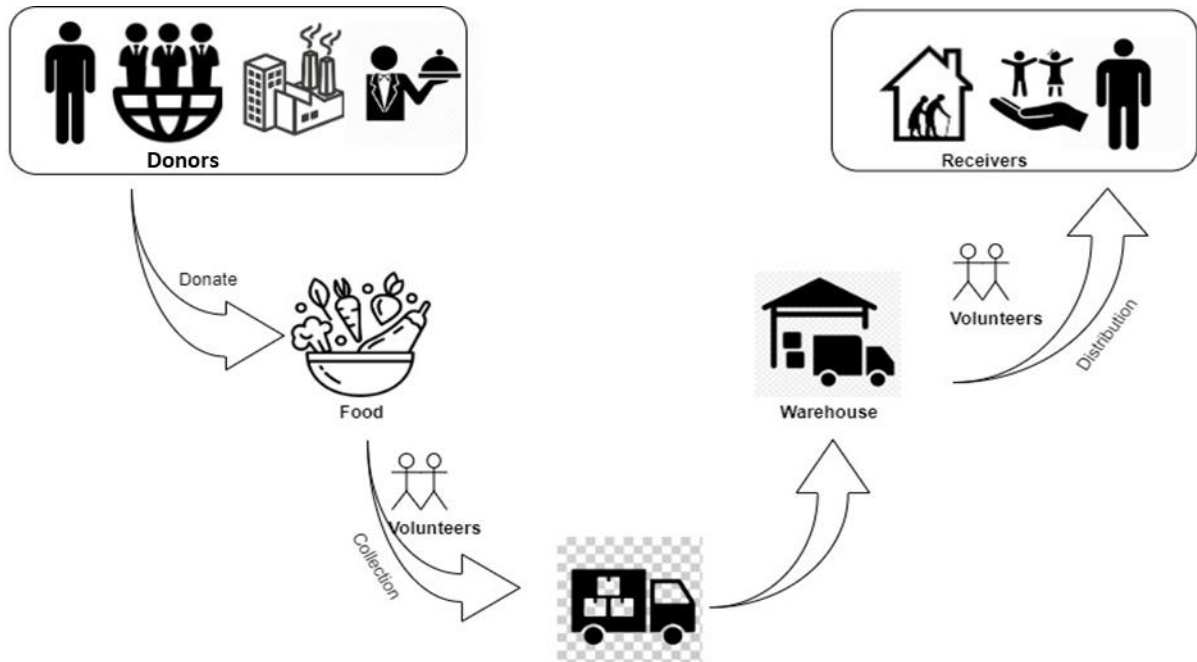 Donors
Receivers
Donate
Food
Volunteers
Collection
Warehouse
Volunteers
Distribution